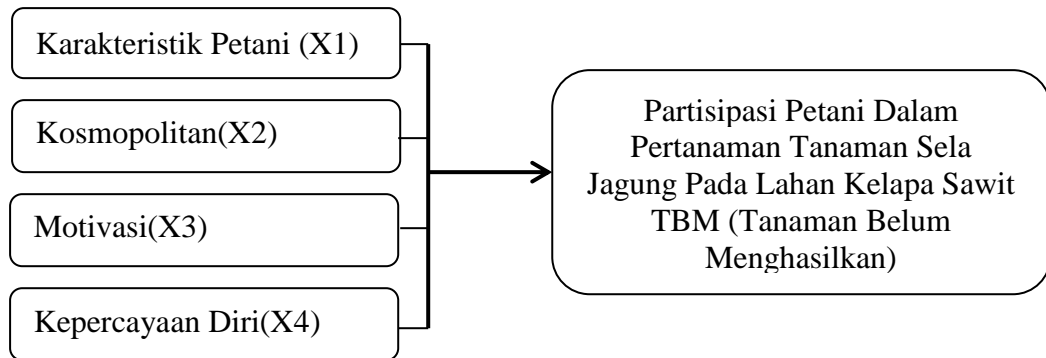 Karakteristik Petani (X1)
Kosmopolitan(X2)
Motivasi(X3)
Kepercayaan Diri(X4)
Partisipasi Petani Dalam
Pertanaman Tanaman Sela
Jagung Pada Lahan Kelapa Sawit
TBM (Tanaman Belum
Menghasilkan)